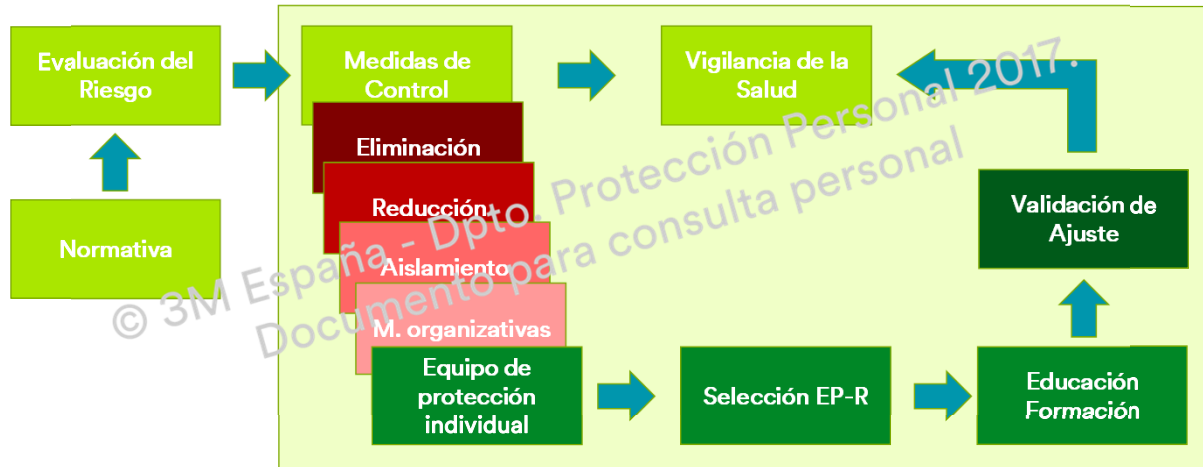 Evaluación del
Riesgo
Medidas de
Control
Vigilancia de la
Salud
Normativa
Eliminación
Reducción
Aislamiento
M. organizativas
Equipo de
protección
individual
Selección EP-R
Educación
Formación
Validación de
Ajuste
© 3M España - Dpto. Protección Personal 2017.
Documento para consulta personal